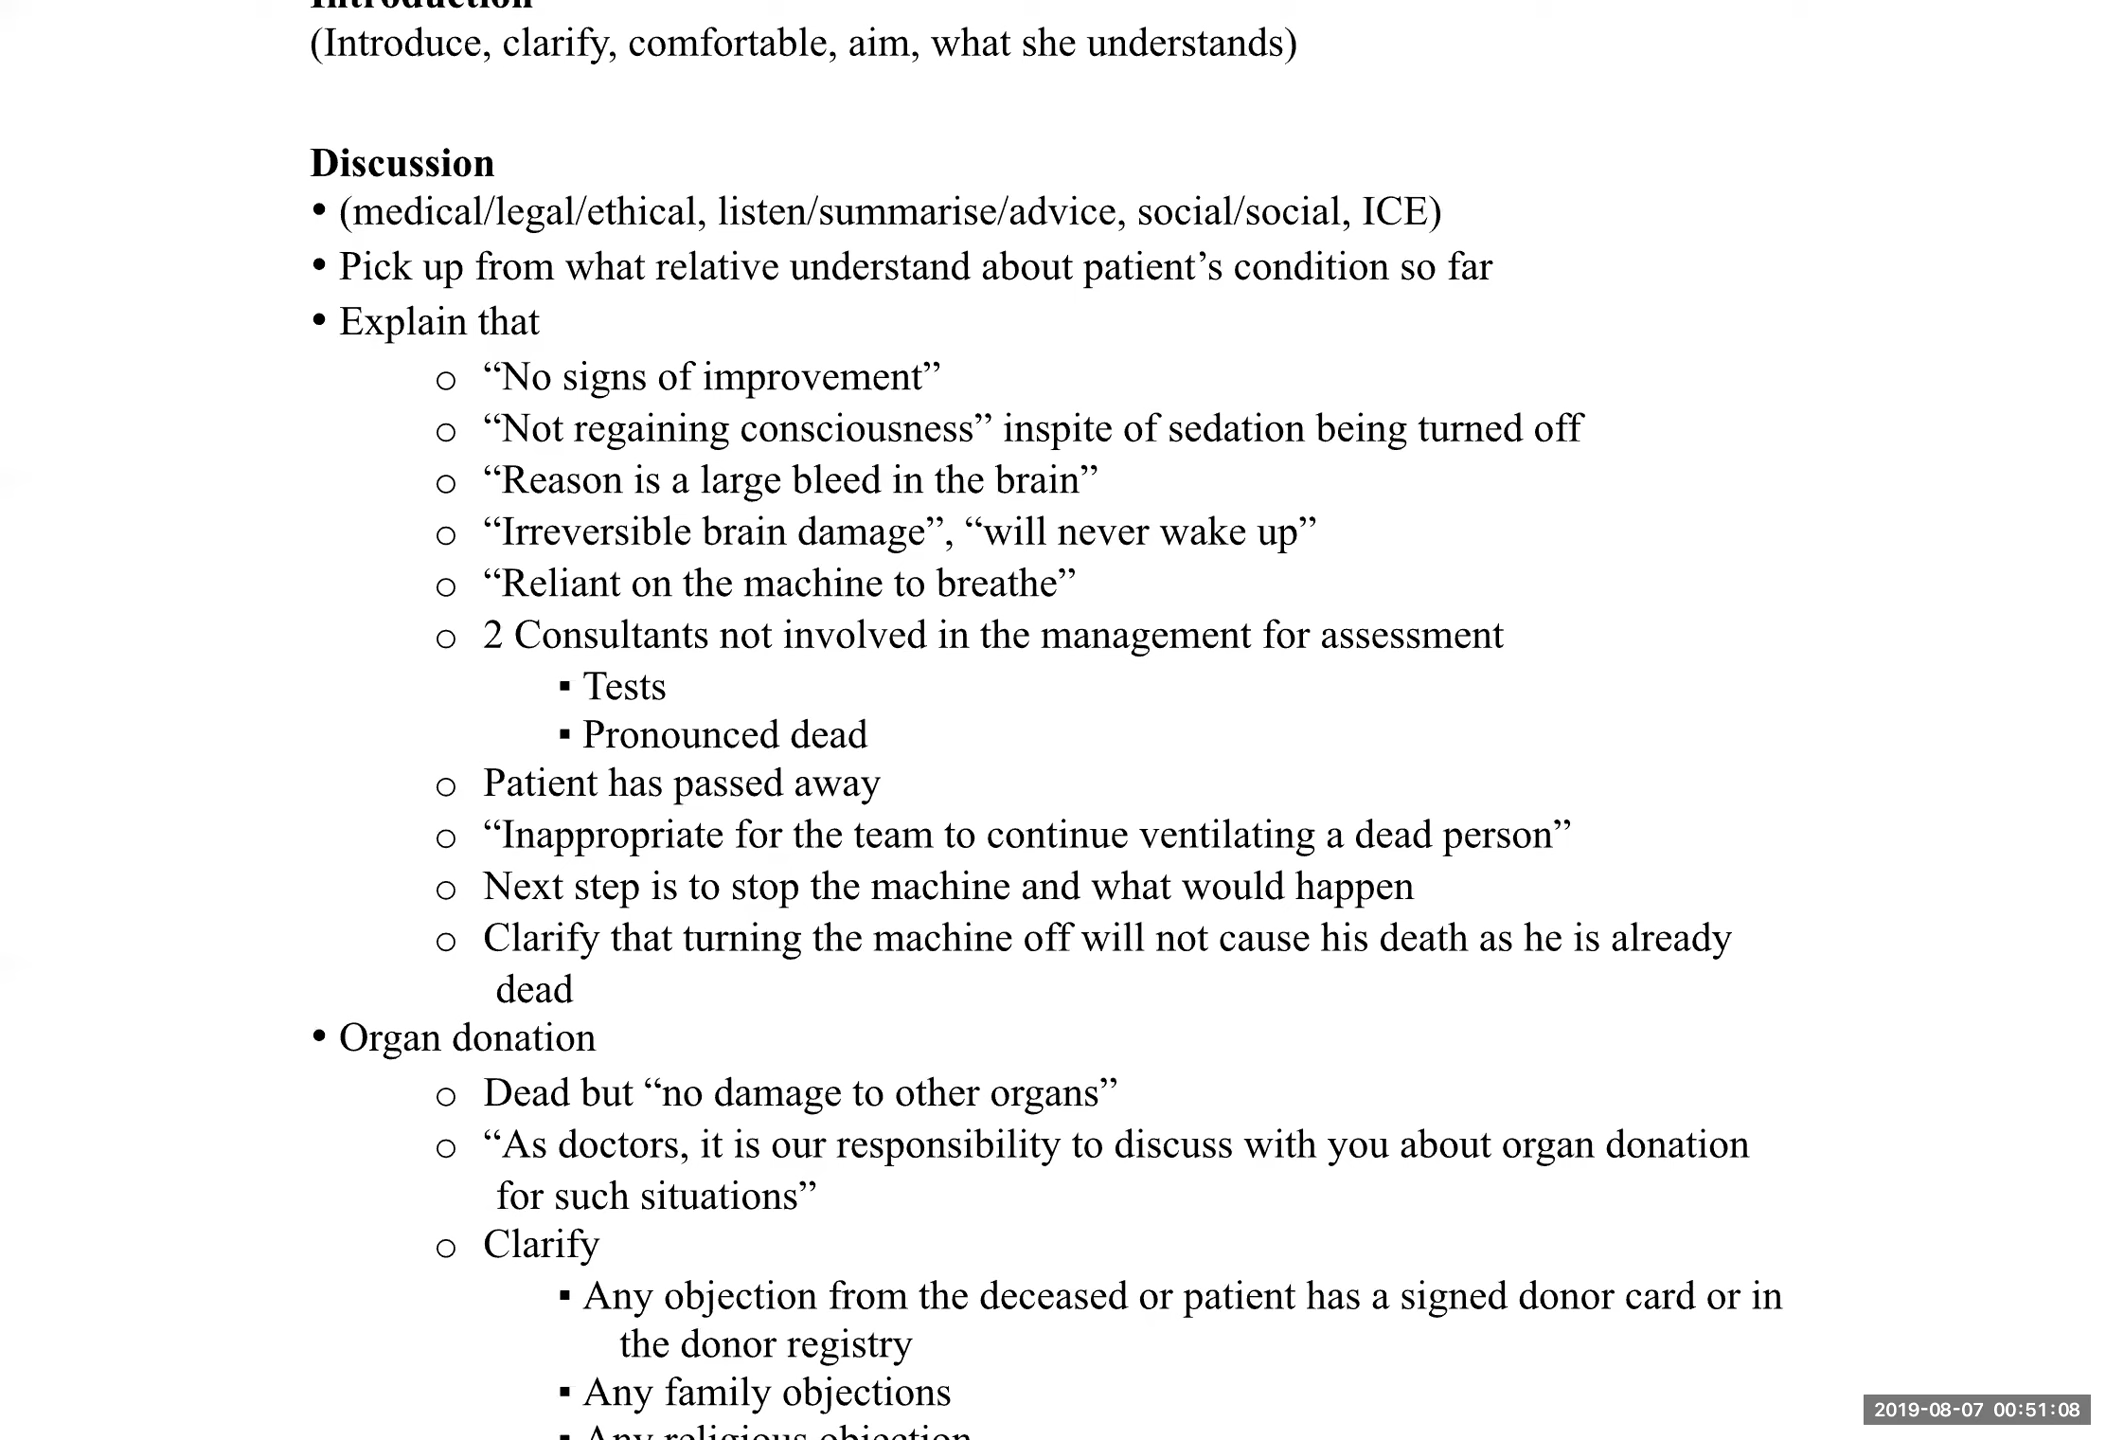 Introduction
(Introduce, clarify, comfortable, aim, what she understands)
Discussion
• (medical/legal/ethical, listen/summarise/advice, social/social, ICE)
• Pick up from what relative understand about patient’s condition so far
• Explain that
o “No signs of improvement”
o “Not regaining consciousness” inspite of sedation being turned off
o “Reason is a large bleed in the brain”
o “Irreversible brain damage”, “will never wake up”
o “Reliant on the machine to breathe”
o 2 Consultants not involved in the management for assessment
▪ Tests
▪ Pronounced dead
o Patient has passed away
o “Inappropriate for the team to continue ventilating a dead person”
o Next step is to stop the machine and what would happen
o Clarify that turning the machine off will not cause his death as he is already
dead
• Organ donation
o Dead but “no damage to other organs”
o “As doctors, it is our responsibility to discuss with you about organ donation
for such situations”
o Clarify
▪ Any objection from the deceased or patient has a signed donor card or in
the donor registry
▪ Any family objections
▪ Any religious objection
2019-08-07 00:51:08